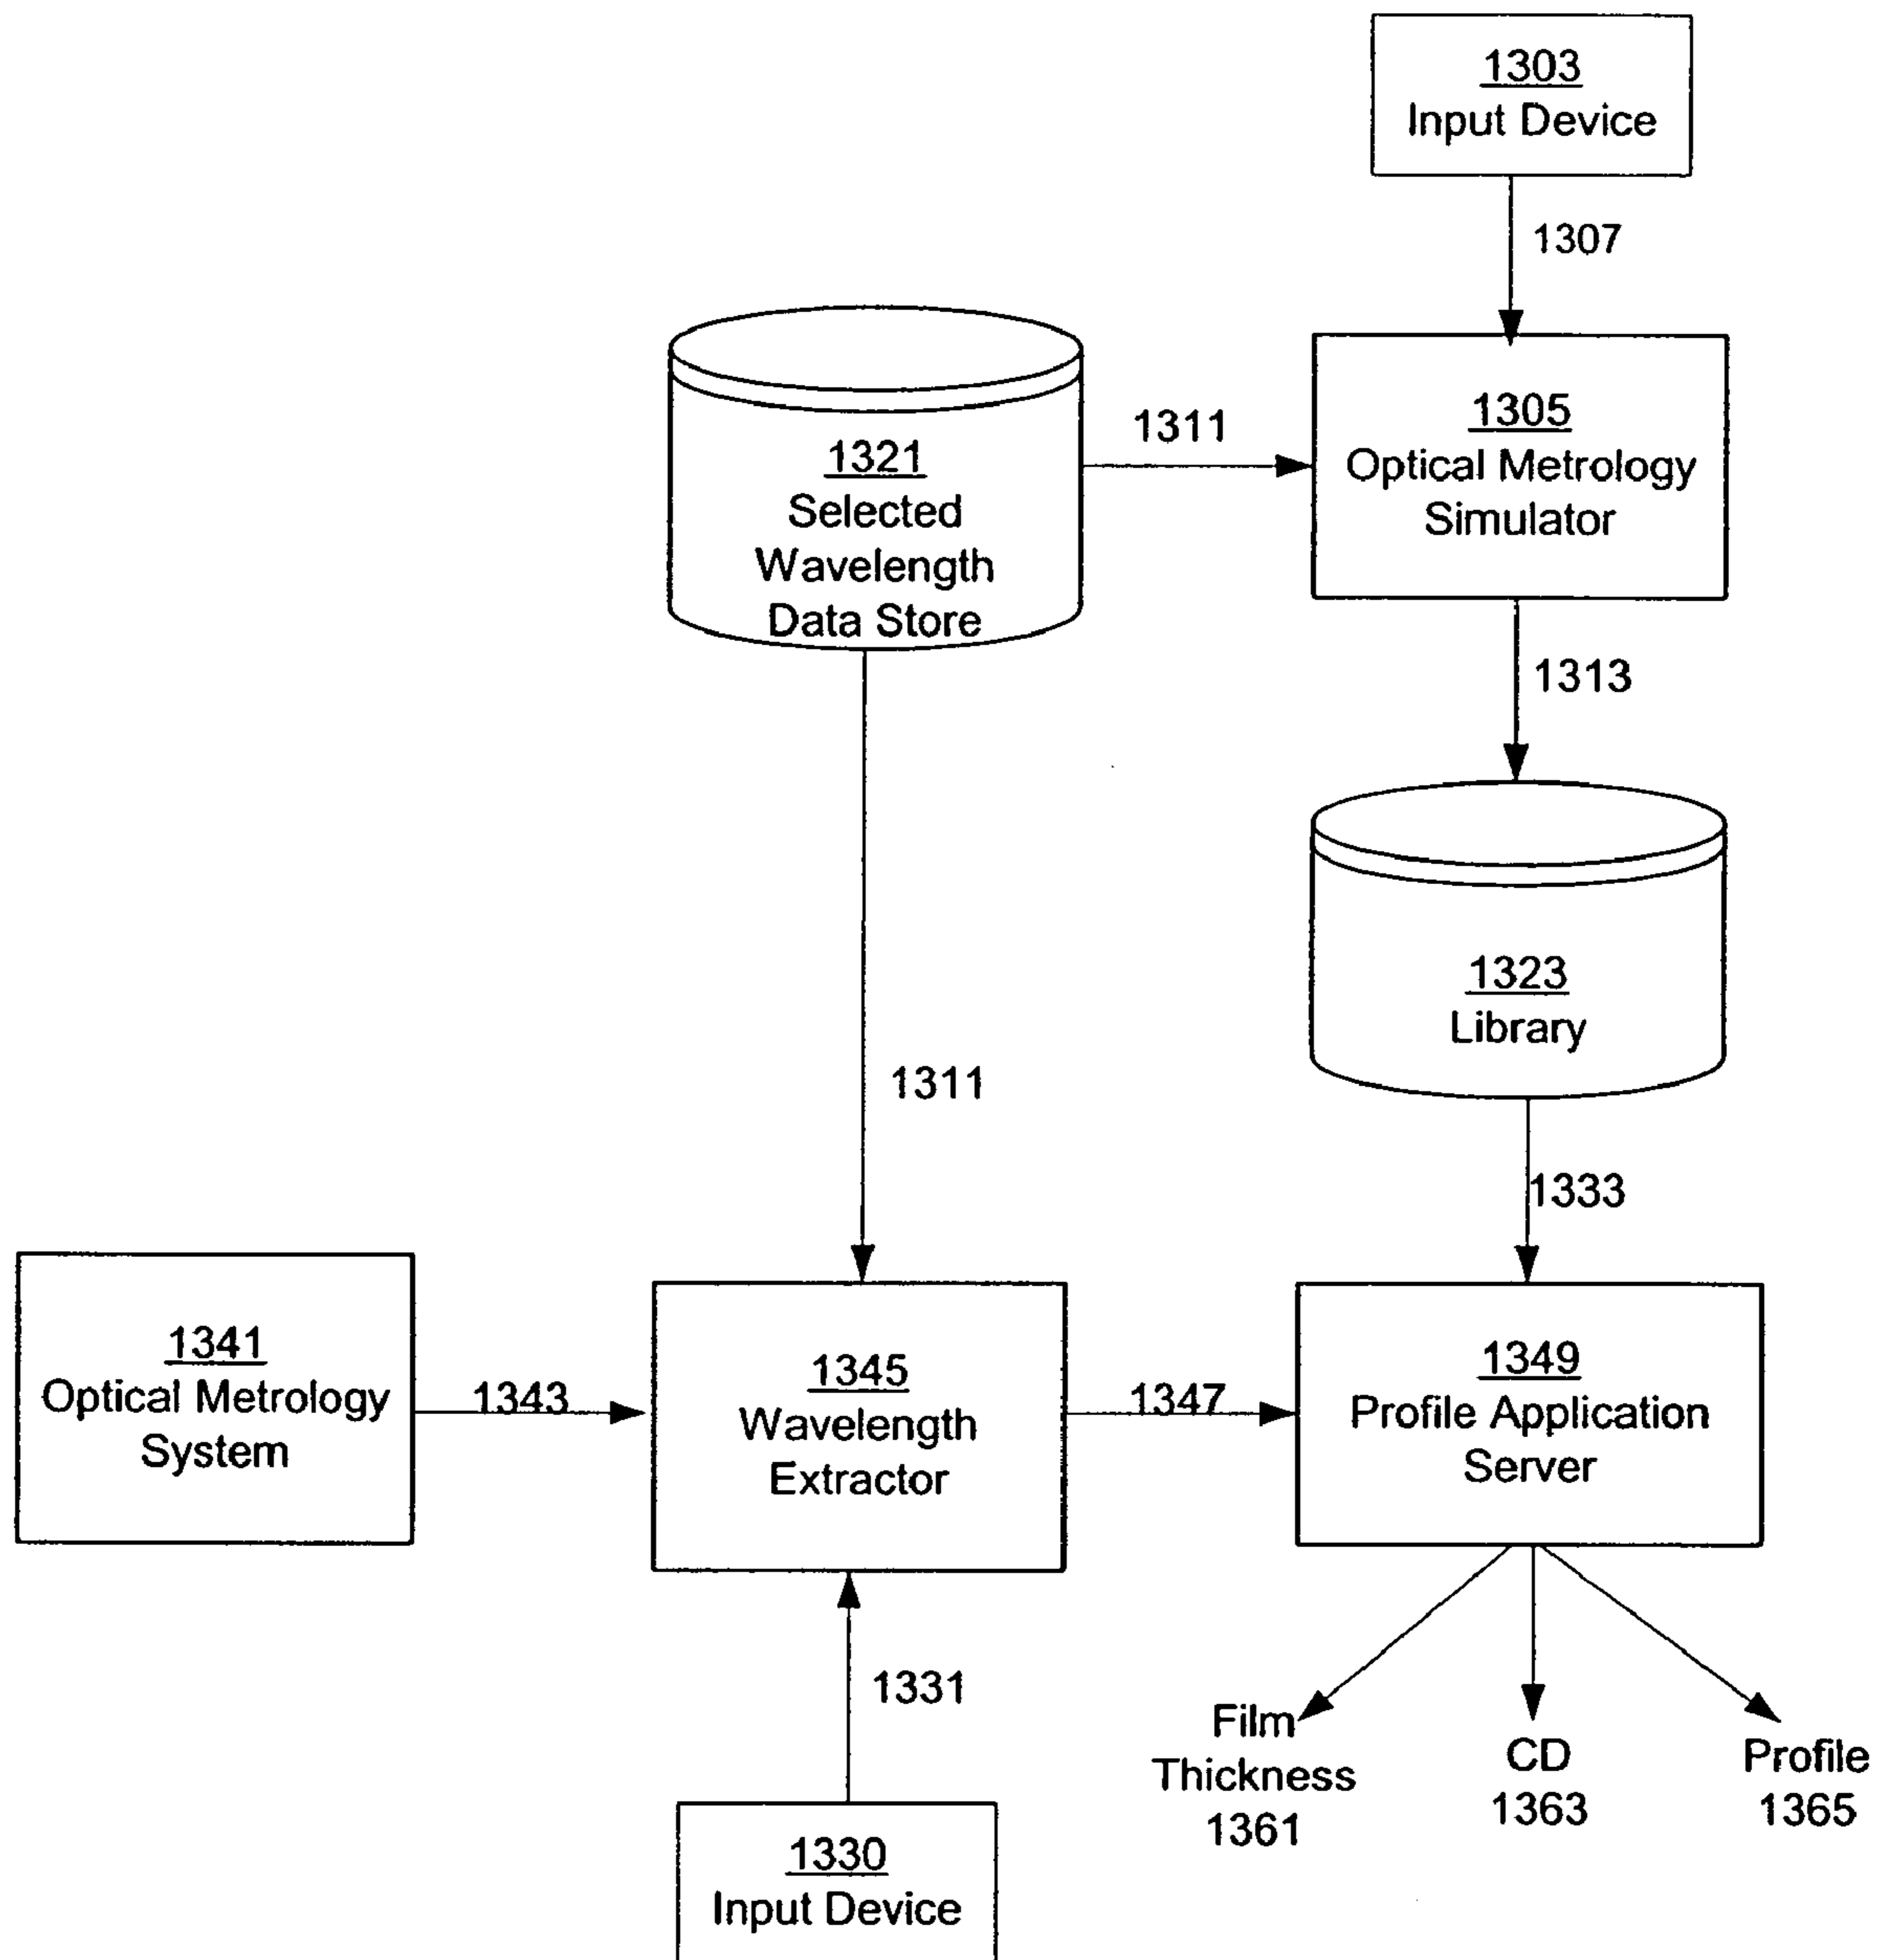 1303
Input Device
1307
1321
Selected
Wavelength
Data Store
1311
1305
Optical Metrology
Simulator
1313
1323
Library
1311
1333
1341
Optical Metrology
System
1343
1345
Wavelength
Extractor
1347
1349
Profile Application
Server
1331
Film
Thickness
1361
CD
1363
Profile
1365
1330
Input Device